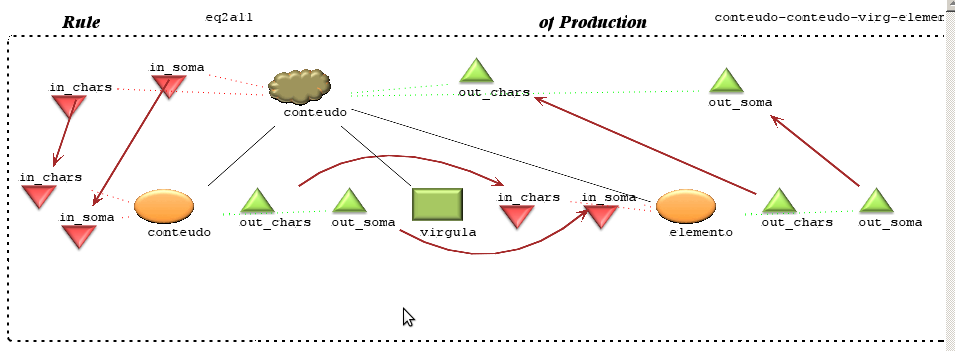 Rule eq2all of Production conteudo-conteudo-virg-elemen
in_soma
in_chars out_chars out_soma
conteudo
in_chars in_chars in_soma
in_soma conteudo out_chars out_soma virgula elemento out_chars out_soma